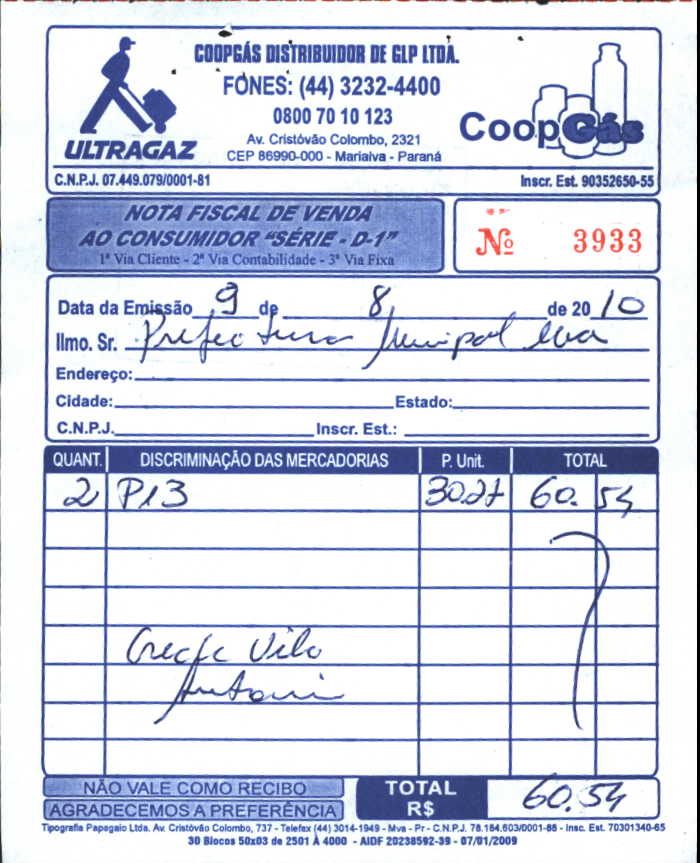 COOPGÁS DISTRIBUIDOR DE GLP LTDA.
FONES: (44) 3232-4400
0800 70 10 123
Av. Cristóvão Colombo, 2321
CEP 86990-000 - Marialva - Paraná
ULTRAGAZ
CoopGás
C.N.P.J. 07.449.079/0001-81
Inscr. Est. 90352650-55
NOTA FISCAL DE VENDA
AO CONSUMIDOR “SÉRIE - D-1”
1ª Via Cliente - 2ª Via Contabilidade - 3ª Via Fixa
Nº 3933
Data da Emissão 9 de 8 de 2010
Ilmo. Sr. Prefeitura
Endereço:
Cidade: Estado:
C.N.P.J. Inscr. Est.:
QUANT. DISCRIMINAÇÃO DAS MERCADORIAS P. Unit. TOTAL
2 P13 30.27 60.54
Creche Vila
Antoni
NÃO VALE COMO RECIBO
AGRADECEMOS A PREFERÊNCIA
TOTAL R$ 60.54
Tipografia Papagaio Ltda. Av. Cristóvão Colombo, 737 - Telefax (44) 3014-1949 - Mva - Pr - C.N.P.J. 78.184.603/0001-86 - Insc. Est. 70301340-65
30 Blocos 50x03 de 2501 À 4000 - AIDF 20238592-39 - 07/01/2009